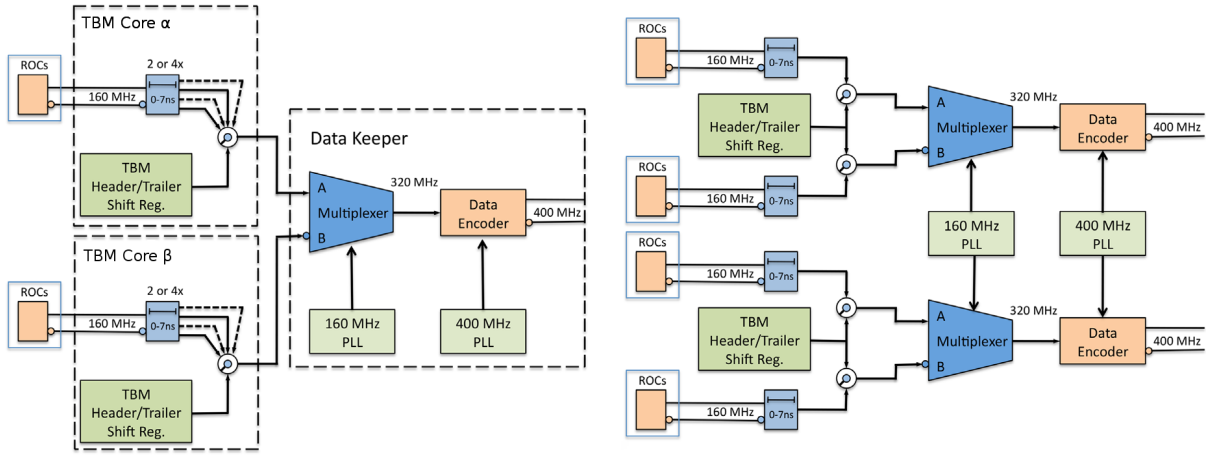 TBM Core α
ROCs
160 MHz
2 or 4x
0-7ns
TBM
Header/Trailer
Shift Reg.
TBM Core β
ROCs
160 MHz
2 or 4x
0-7ns
TBM
Header/Trailer
Shift Reg.
Data Keeper
A
Multiplexer
B
320 MHz
Data
Encoder
400 MHz
160 MHz
PLL
400 MHz
PLL
ROCs
160 MHz
0-7ns
TBM
Header/Trailer
Shift Reg.
ROCs
160 MHz
0-7ns
A
Multiplexer
B
320 MHz
Data
Encoder
400 MHz
160 MHz
PLL
400 MHz
PLL
ROCs
160 MHz
0-7ns
TBM
Header/Trailer
Shift Reg.
ROCs
160 MHz
0-7ns
A
Multiplexer
B
320 MHz
Data
Encoder
400 MHz